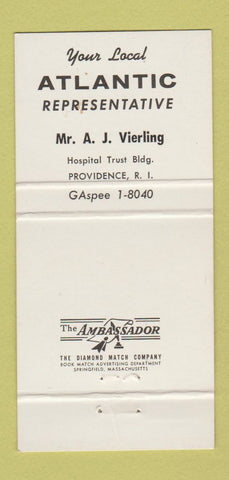 Your Local
ATLANTIC
REPRESENTATIVE
Mr. A. J. Vierling
Hospital Trust Bldg.
PROVIDENCE, R. I.
GAspee 1-8040
The AMBASSADOR
THE DIAMOND MATCH COMPANY
BOOK MATCH ADVERTISING DEPARTMENT
SPRINGFIELD, MASSACHUSETTS